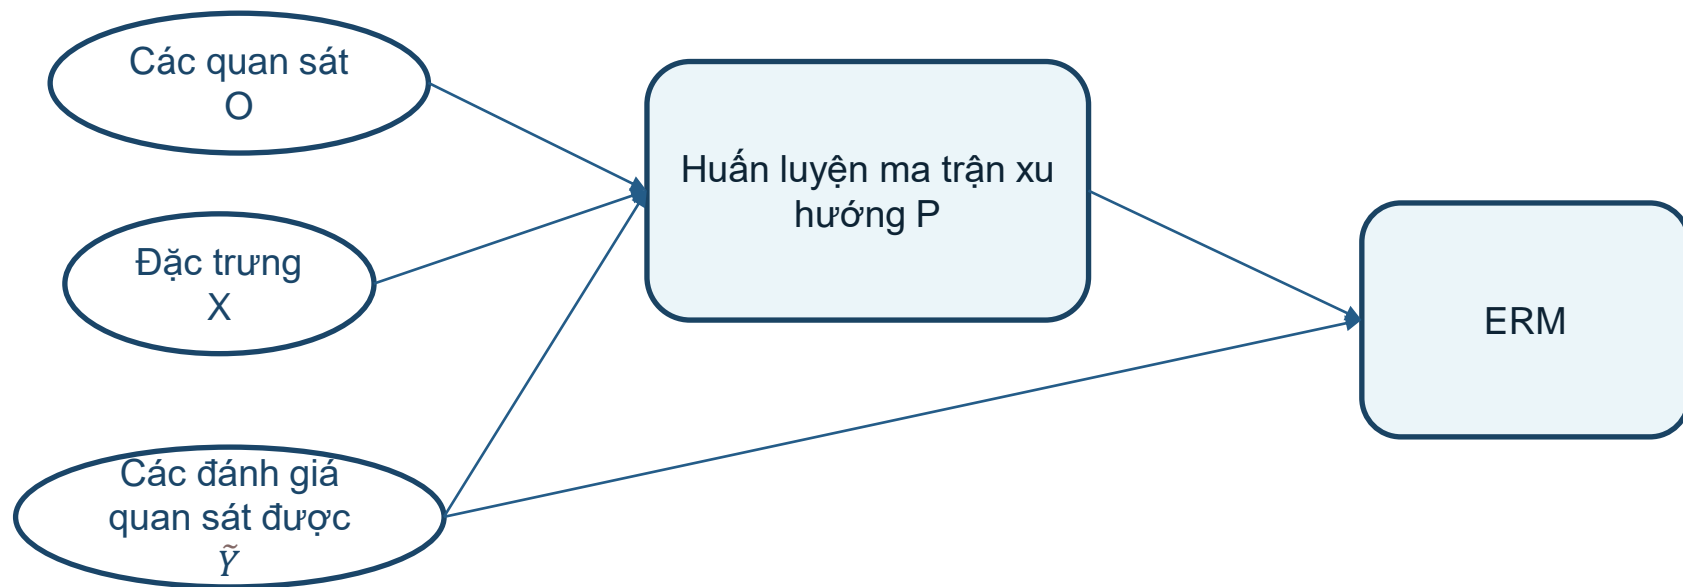 Các quan sát
O
Đặc trưng
X
Các đánh giá
quan sát được
Ỹ
Huấn luyện ma trận xu
hướng P
ERM